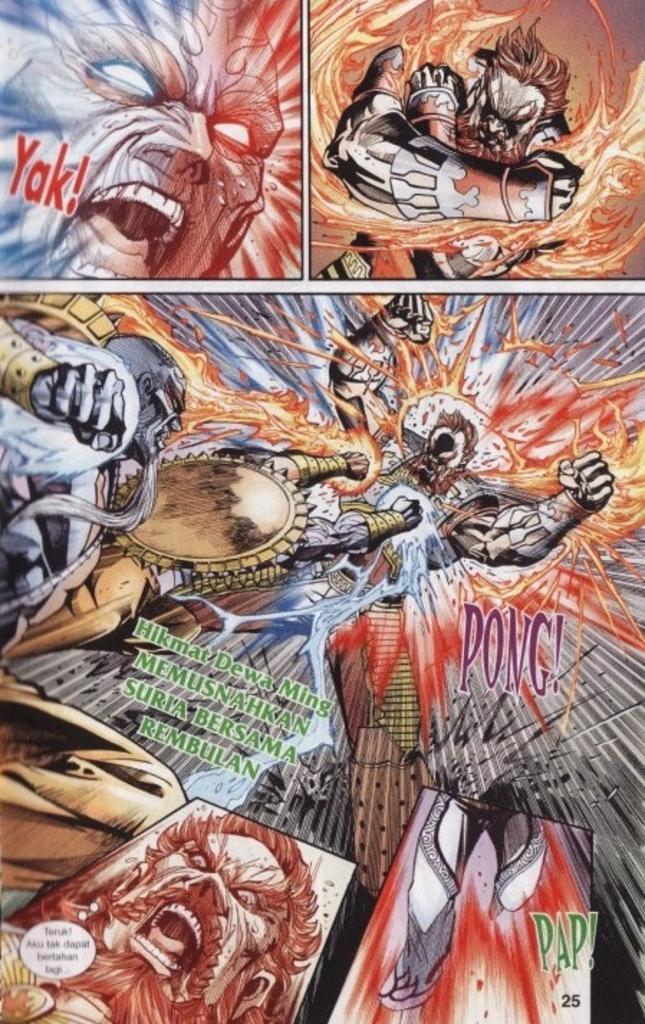 Yak!
PONG!
Hikmat Dewa Ming
MEMUSNAHKAN
SURIA BERSAMA
REMBULAN
Teruk!
Aku tak dapat
bertahan
lagi...
PAP!
25